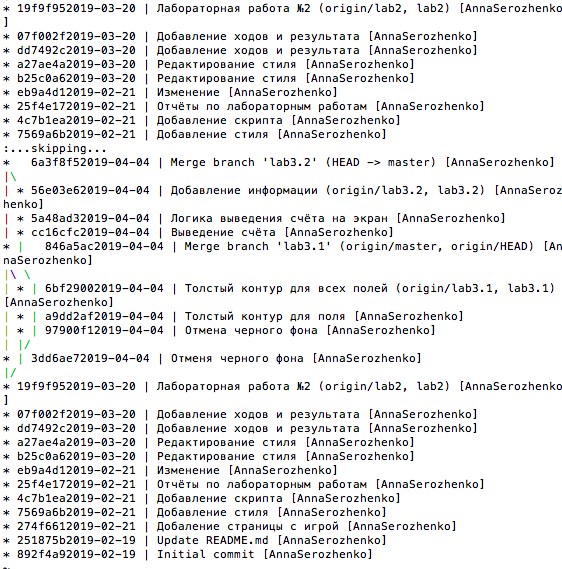 * 19f9f952019-03-20 | Лабораторная работа №2 (origin/lab2, lab2) [AnnaSerozhenko
]
* 07f002f2019-03-20 | Добавление ходов и результата [AnnaSerozhenko]
* dd7492c2019-03-20 | Добавление ходов и результата [AnnaSerozhenko]
* a27ae4a2019-03-20 | Редактирование стиля [AnnaSerozhenko]
* b25c0a62019-03-20 | Редактирование стиля [AnnaSerozhenko]
* eb9a4d12019-02-21 | Изменение [AnnaSerozhenko]
* 25f4e172019-02-21 | Отчёты по лабораторным работам [AnnaSerozhenko]
* 4c7b1ea2019-02-21 | Добавление скрипта [AnnaSerozhenko]
* 7569a6b2019-02-21 | Добавление стиля [AnnaSerozhenko]
:...skipping...
*   6a3f8f52019-04-04 | Merge branch 'lab3.2' (HEAD -> master) [AnnaSerozhenko]
|\
| * 56e03e62019-04-04 | Добавление информации (origin/lab3.2, lab3.2) [AnnaSeroz
henko]
| * 5a48ad32019-04-04 | Логика выведения счёта на экран [AnnaSerozhenko]
| * cc16cfc2019-04-04 | Выведение счёта [AnnaSerozhenko]
* |   846a5ac2019-04-04 | Merge branch 'lab3.1' (origin/master, origin/HEAD) [An
naSerozhenko]
|\ \
| * | 6bf29002019-04-04 | Толстый контур для всех полей (origin/lab3.1, lab3.1)
[AnnaSerozhenko]
| * | a9dd2af2019-04-04 | Толстый контур для поля [AnnaSerozhenko]
| * | 97900f12019-04-04 | Отмена черного фона [AnnaSerozhenko]
| |/
* | 3dd6ae72019-04-04 | Отменя черного фона [AnnaSerozhenko]
|/
* 19f9f952019-03-20 | Лабораторная работа №2 (origin/lab2, lab2) [AnnaSerozhenko
]
* 07f002f2019-03-20 | Добавление ходов и результата [AnnaSerozhenko]
* dd7492c2019-03-20 | Добавление ходов и результата [AnnaSerozhenko]
* a27ae4a2019-03-20 | Редактирование стиля [AnnaSerozhenko]
* b25c0a62019-03-20 | Редактирование стиля [AnnaSerozhenko]
* eb9a4d12019-02-21 | Изменение [AnnaSerozhenko]
* 25f4e172019-02-21 | Отчёты по лабораторным работам [AnnaSerozhenko]
* 4c7b1ea2019-02-21 | Добавление скрипта [AnnaSerozhenko]
* 7569a6b2019-02-21 | Добавление стиля [AnnaSerozhenko]
* 274f6612019-02-21 | Добаление страницы с игрой [AnnaSerozhenko]
* 251875b2019-02-19 | Update README.md [AnnaSerozhenko]
* 892f4a92019-02-19 | Initial commit [AnnaSerozhenko]